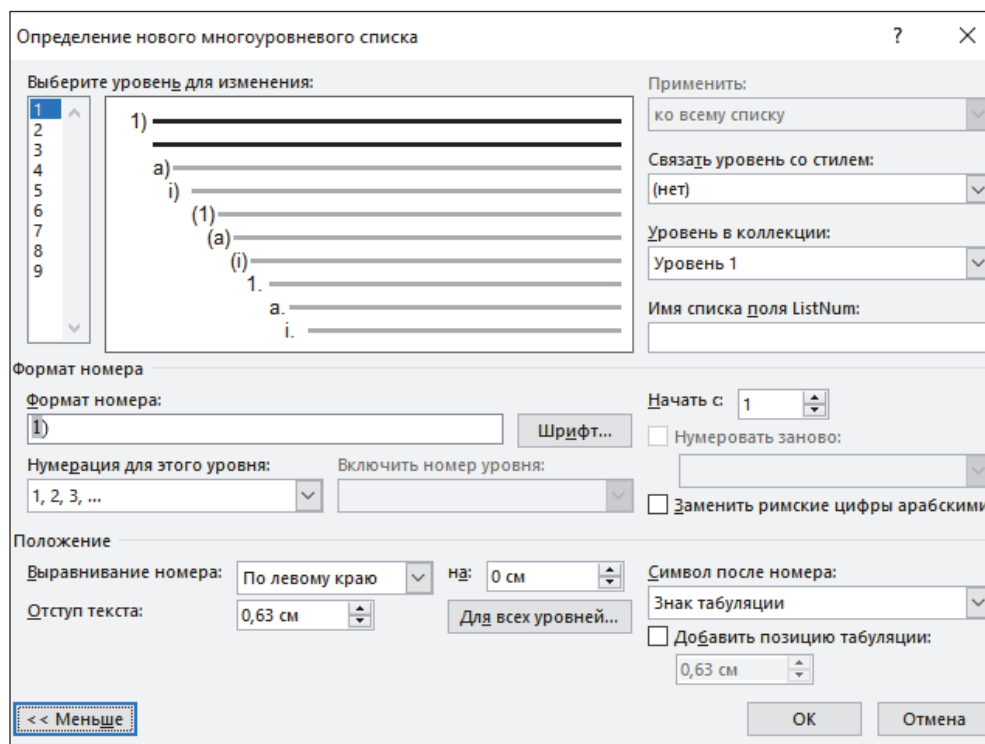 Определение нового многоуровневого списка ? ×
Выберите уровень для изменения:
1
2
3
4
5
6
7
8
9
1)
a)
i)
(1)
(a)
(i)
1.
a.
i.
Применить:
ко всему списку
Связать уровень со стилем:
(нет)
Уровень в коллекции:
Уровень 1
Имя списка поля ListNum:
Формат номера
Формат номера:
1)
Шрифт...
Нумерация для этого уровня:
1, 2, 3, ...
Включить номер уровня:
Начать с: 1
Нумеровать заново:
Заменить римские цифры арабскими
Положение
Выравнивание номера: По левому краю на: 0 см
Отступ текста: 0,63 см Для всех уровней...
Символ после номера:
Знак табуляции
Добавить позицию табуляции:
0,63 см
<< Меньше ОК Отмена